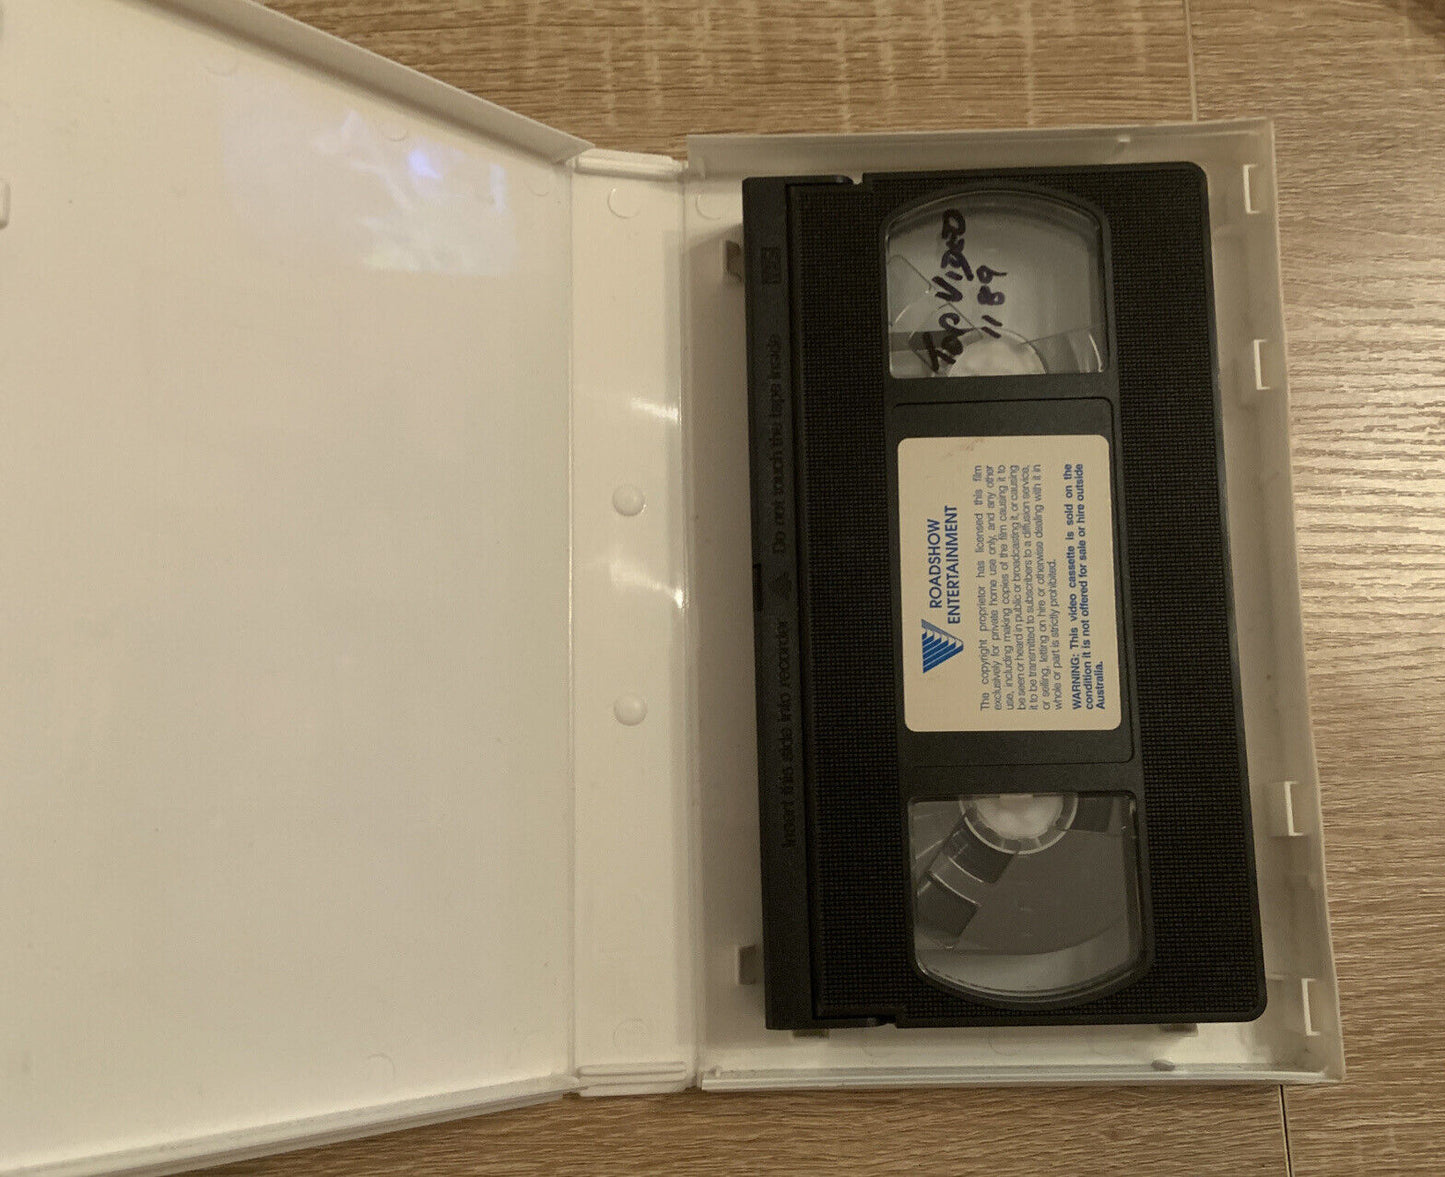 TOP VIDEO
1189
ROADSHOW
ENTERTAINMENT
The copyright proprietor has licensed this film
exclusively for private home use only, and any other
use, including making copies of the film causing it to
be seen or heard in public or broadcasting it, or causing
it to be transmitted to subscribers to a diffusion service,
or selling, letting on hire or otherwise dealing with it in
whole or part is strictly prohibited.
WARNING: This video cassette is sold on the
condition it is not offered for sale or hire outside
Australia.
Insert this side into recorder Do not touch the tape inside
VHS